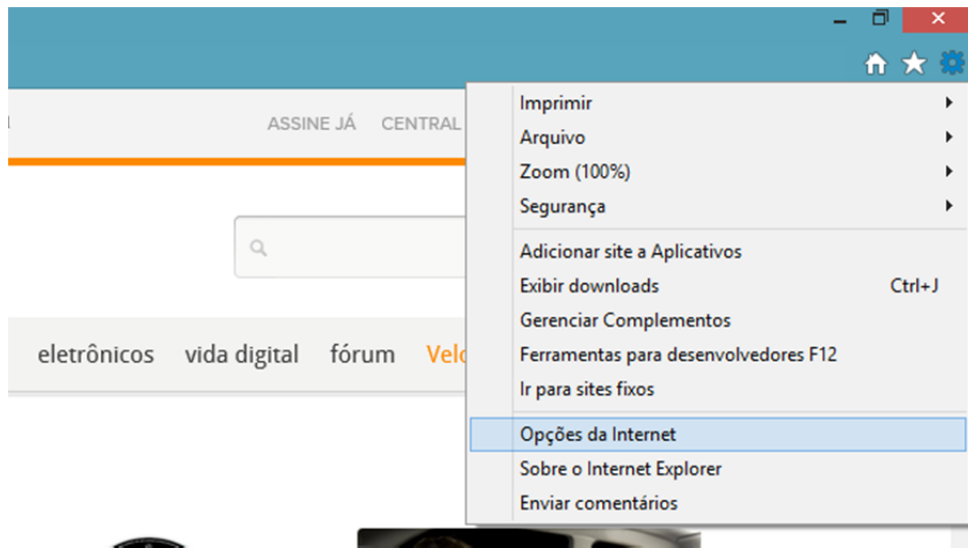 ASSINE JÁ CENTRAL
Imprimir
Arquivo
Zoom (100%)
Segurança
Adicionar site a Aplicativos
Exibir downloads Ctrl+J
Gerenciar Complementos
Ferramentas para desenvolvedores F12
Ir para sites fixos
Opções da Internet
Sobre o Internet Explorer
Enviar comentários
eletrônicos vida digital fórum